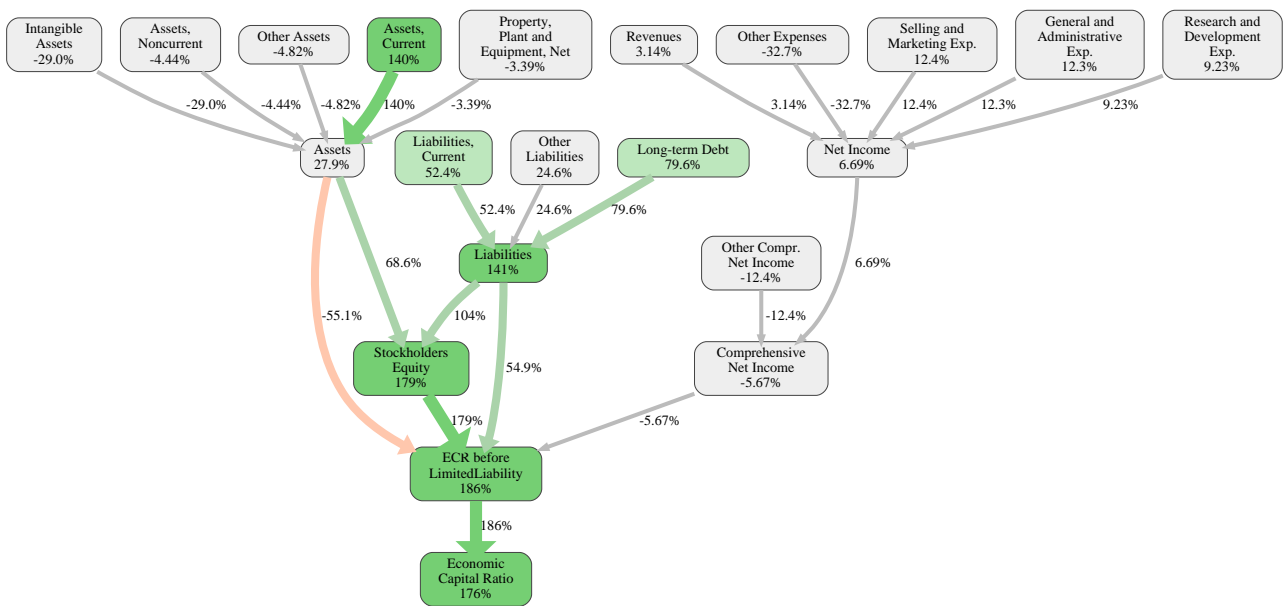 Intangible
Assets
-29.0%
Assets,
Noncurrent
-4.44%
Other Assets
-4.82%
Assets,
Current
140%
Property,
Plant and
Equipment, Net
-3.39%
Revenues
3.14%
Other Expenses
-32.7%
Selling and
Marketing Exp.
12.4%
General and
Administrative
Exp.
12.3%
Research and
Development
Exp.
9.23%
-29.0%
-4.44%
-4.82%
140%
-3.39%
3.14%
-32.7%
12.4%
12.3%
9.23%
Assets
27.9%
Liabilities,
Current
52.4%
Other
Liabilities
24.6%
Long-term Debt
79.6%
Net Income
6.69%
52.4%
24.6%
79.6%
68.6%
Liabilities
141%
Other Compr.
Net Income
-12.4%
6.69%
-55.1%
104%
-12.4%
Stockholders
Equity
179%
54.9%
Comprehensive
Net Income
-5.67%
179%
-5.67%
ECR before
LimitedLiability
186%
186%
Economic
Capital Ratio
176%